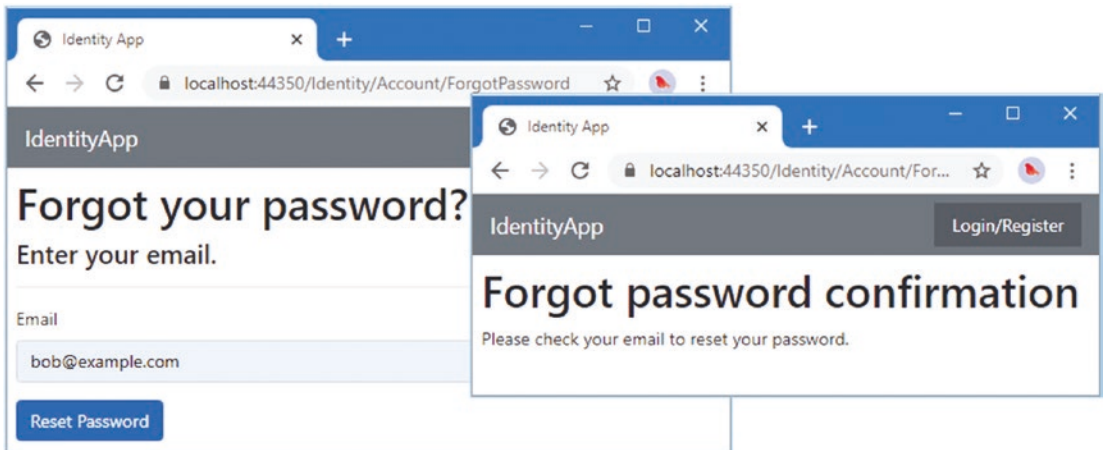 Identity App
localhost:44350/Identity/Account/ForgotPassword
IdentityApp
Forgot your password?
Enter your email.
Email
bob@example.com
Reset Password
Identity App
localhost:44350/Identity/Account/For...
IdentityApp
Login/Register
Forgot password confirmation
Please check your email to reset your password.